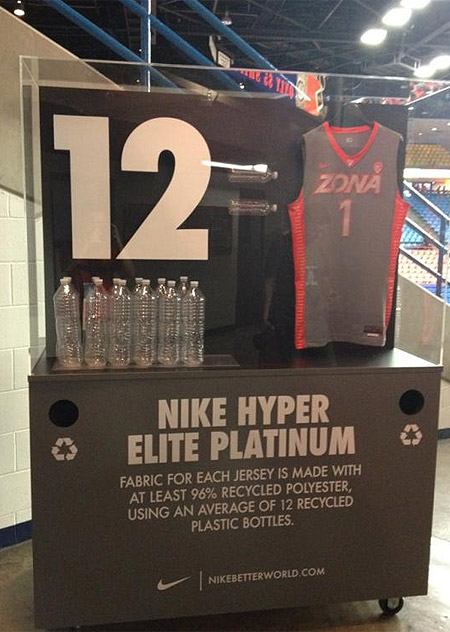 12
ZONA
1
NIKE HYPER
ELITE PLATINUM
FABRIC FOR EACH JERSEY IS MADE WITH
AT LEAST 96% RECYCLED POLYESTER,
USING AN AVERAGE OF 12 RECYCLED
PLASTIC BOTTLES.
NIKEBETTERWORLD.COM